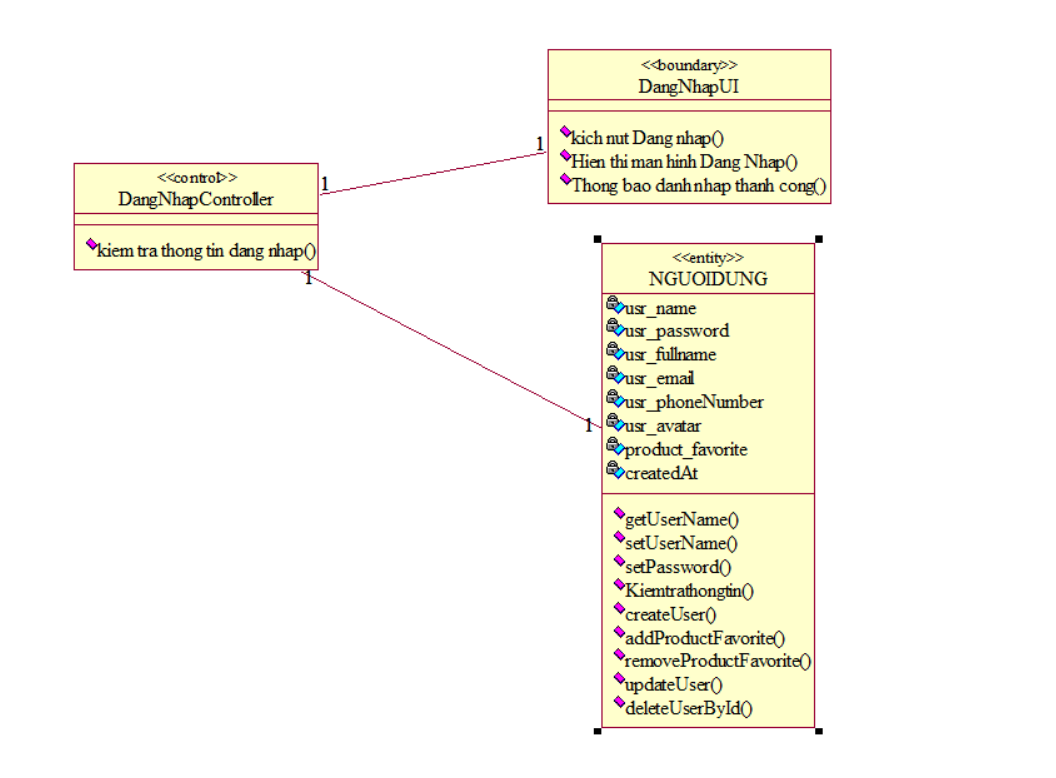 <<boundary>>
DangNhapUI
kich nut Dang nhap()
Hien thi man hinh Dang Nhap()
Thong bao danh nhap thanh cong()
1
1
<<control>>
DangNhapController
kiem tra thong tin dang nhap()
1
1
<<entity>>
NGUOIDUNG
usr_name
usr_password
usr_fullname
usr_email
usr_phoneNumber
usr_avatar
product_favorite
createdAt
getUserName()
setUserName()
setPassword()
Kiemtrathongtin()
createUser()
addProductFavorite()
removeProductFavorite()
updateUser()
deleteUserById()